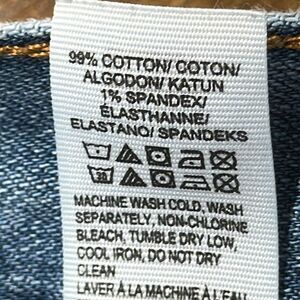 99% COTTON/ COTON/
ALGODON/ KATUN
1% SPANDEX/
ÉLASTHANNE/
ELASTANO/ SPANDEKS
30
MACHINE WASH COLD, WASH
SEPARATELY, NON-CHLORINE
BLEACH, TUMBLE DRY LOW,
COOL IRON, DO NOT DRY
CLEAN
LAVER À LA MACHINE À L'EAU